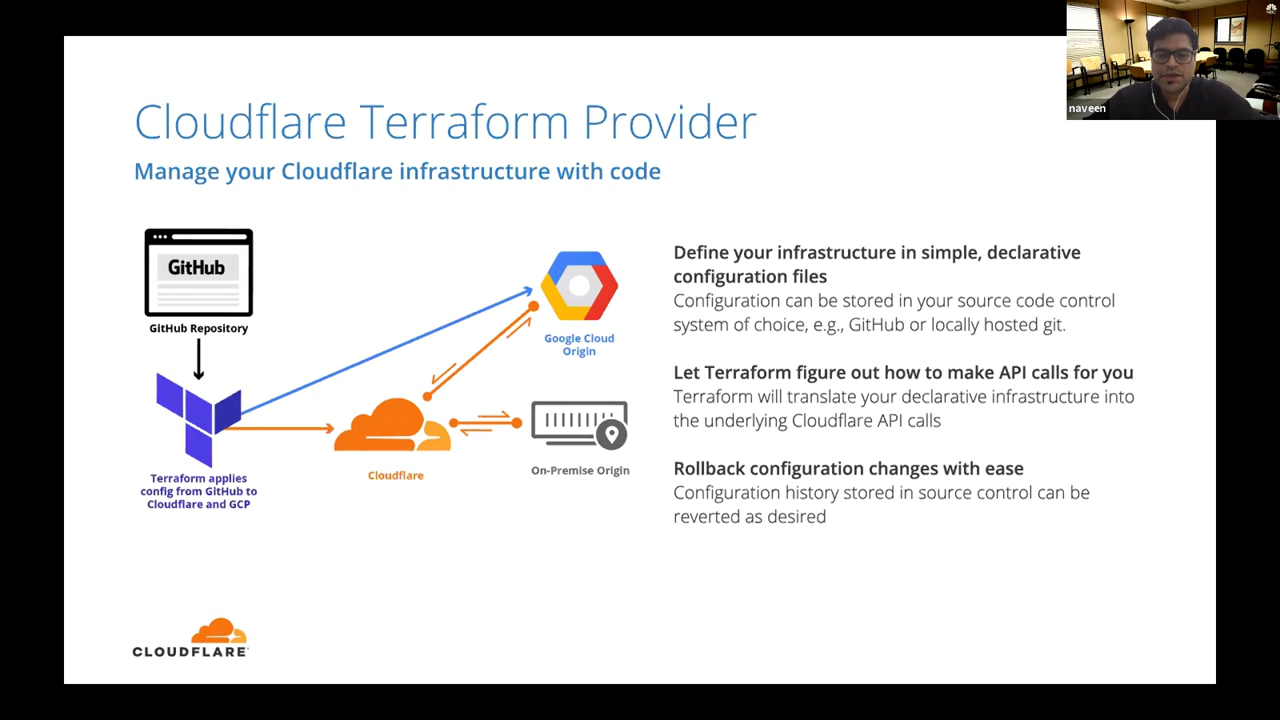 Cloudflare Terraform Provider
Manage your Cloudflare infrastructure with code
naveen
GitHub
GitHub Repository
Terraform applies
config from GitHub to
Cloudflare and GCP
Cloudflare
Google Cloud
Origin
On-Premise Origin
Define your infrastructure in simple, declarative
configuration files
Configuration can be stored in your source code control
system of choice, e.g., GitHub or locally hosted git.
Let Terraform figure out how to make API calls for you
Terraform will translate your declarative infrastructure into
the underlying Cloudflare API calls
Rollback configuration changes with ease
Configuration history stored in source control can be
reverted as desired
CLOUDFLARE